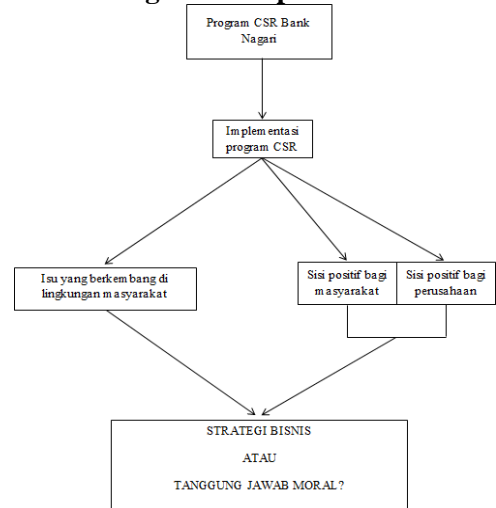 Program CSR Bank
Nagari
Implementasi
program CSR
Isu yang berkembang di
lingkungan masyarakat
Sisi positif bagi
masyarakat
Sisi positif bagi
perusahaan
STRATEGI BISNIS
ATAU
TANGGUNG JAWAB MORAL?